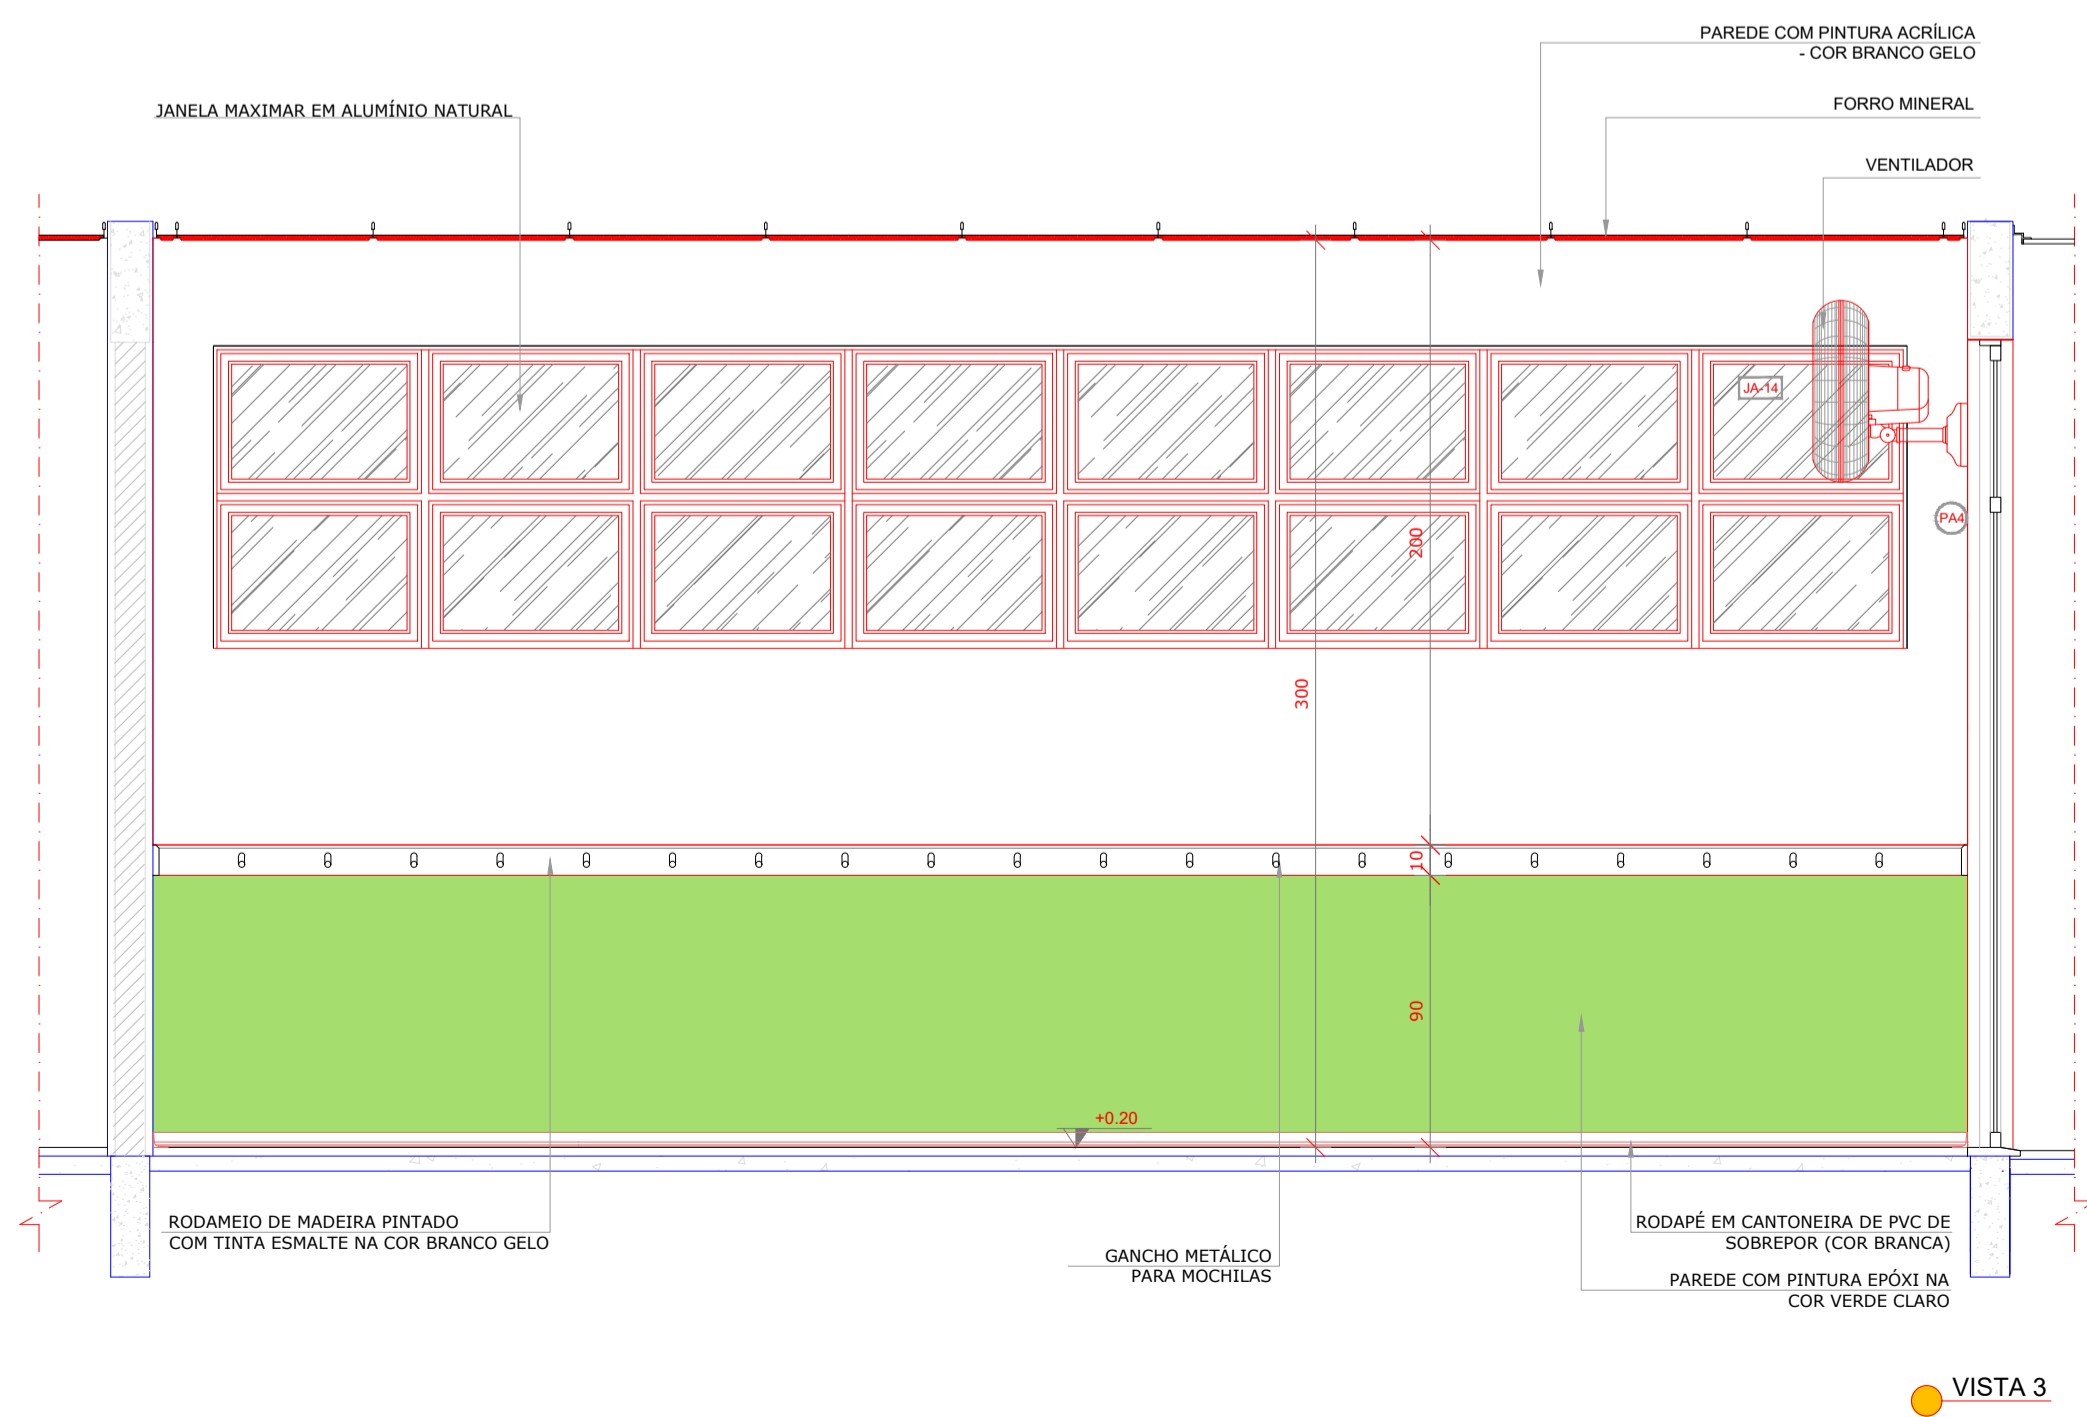 PAREDE COM PINTURA ACRÍLICA
- COR BRANCO GELO
JANELA MAXIMAR EM ALUMÍNIO NATURAL
FORRO MINERAL
VENTILADOR
JA-14
PA4
200
300
10
90
+0.20
RODAMEIO DE MADEIRA PINTADO
COM TINTA ESMALTE NA COR BRANCO GELO
GANCHO METÁLICO
PARA MOCHILAS
RODAPÉ EM CANTONEIRA DE PVC DE
SOBREPOR (COR BRANCA)
PAREDE COM PINTURA EPÓXI NA
COR VERDE CLARO
VISTA 3